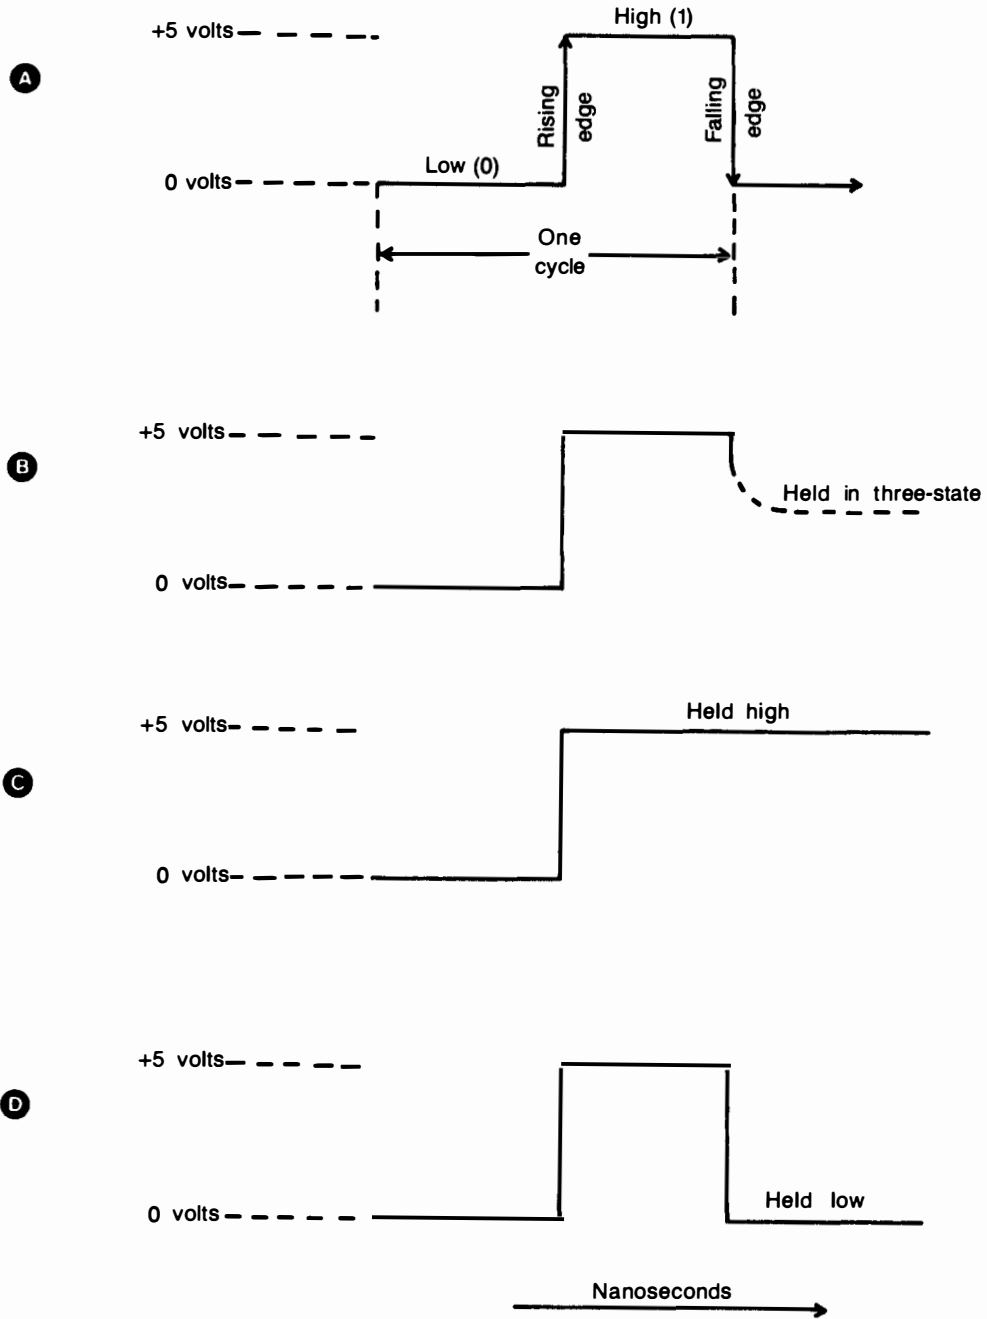 High (1)
+5 volts
A
Rising
edge
Falling
edge
Low (0)
0 volts
One
cycle
+5 volts
B
Held in three-state
0 volts
Held high
+5 volts
C
0 volts
+5 volts
D
Held low
0 volts
Nanoseconds